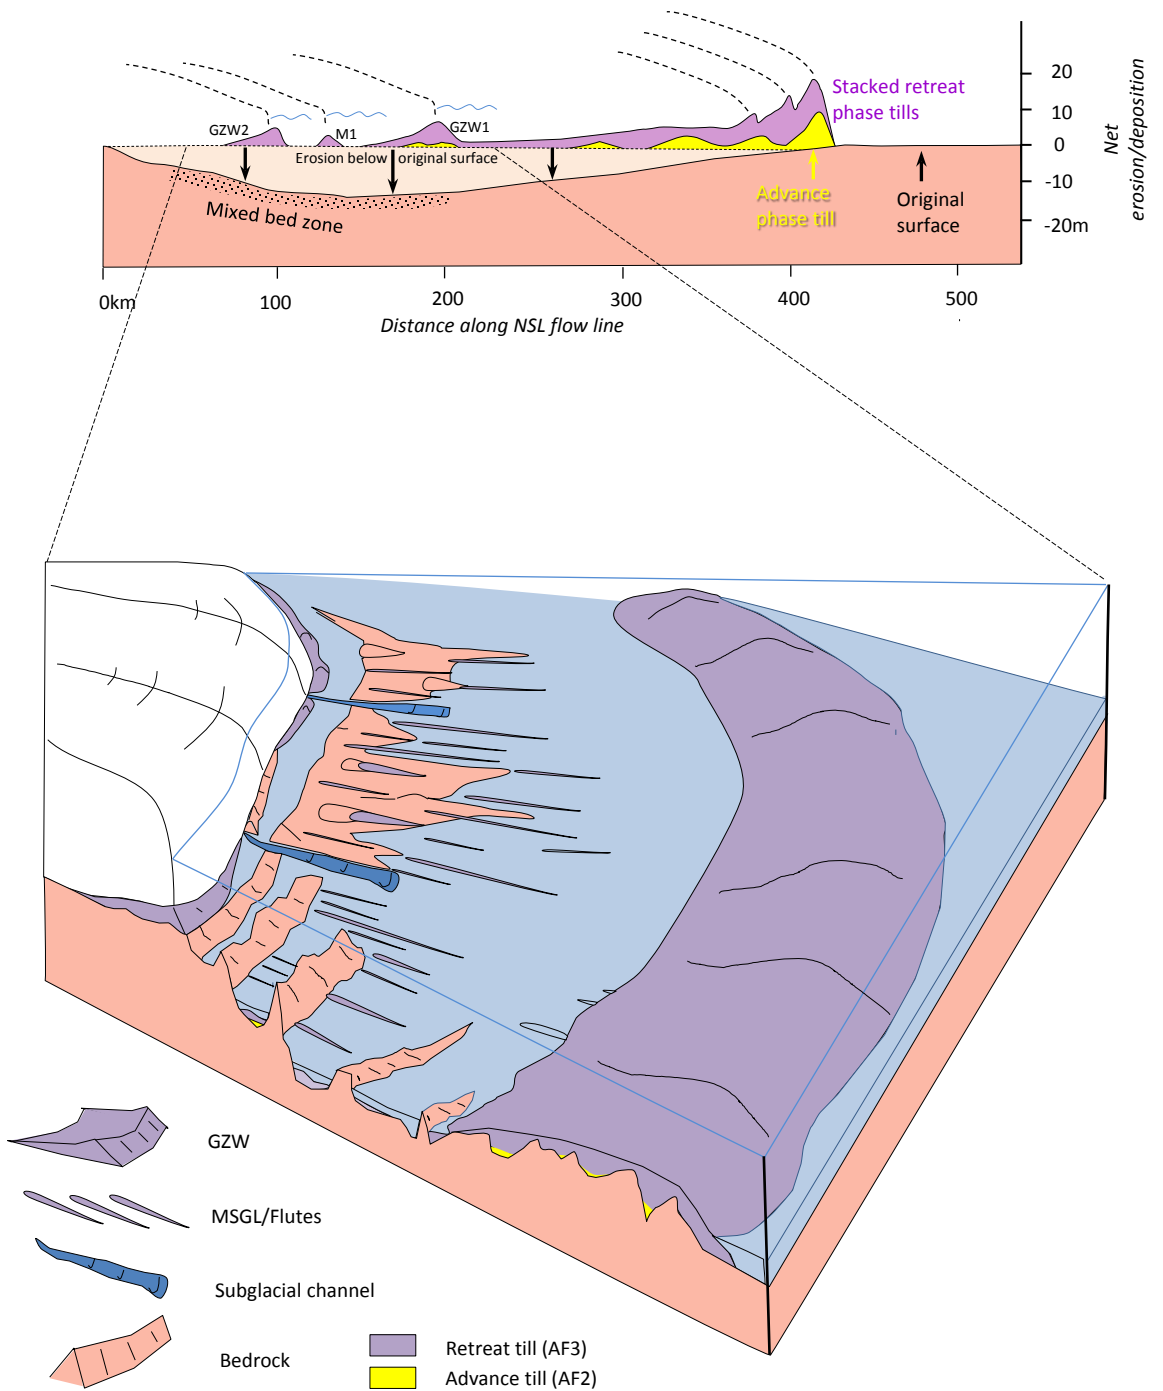 20
Stacked retreat
phase tills
10
GZW2
M1
GZW1
0
Erosion below original surface
-10
Mixed bed zone
Advance
phase till
Original
surface
-20m
Net
erosion/deposition
0km
100
200
300
400
500
Distance along NSL flow line
GZW
MSGL/Flutes
Subglacial channel
Bedrock
Retreat till (AF3)
Advance till (AF2)